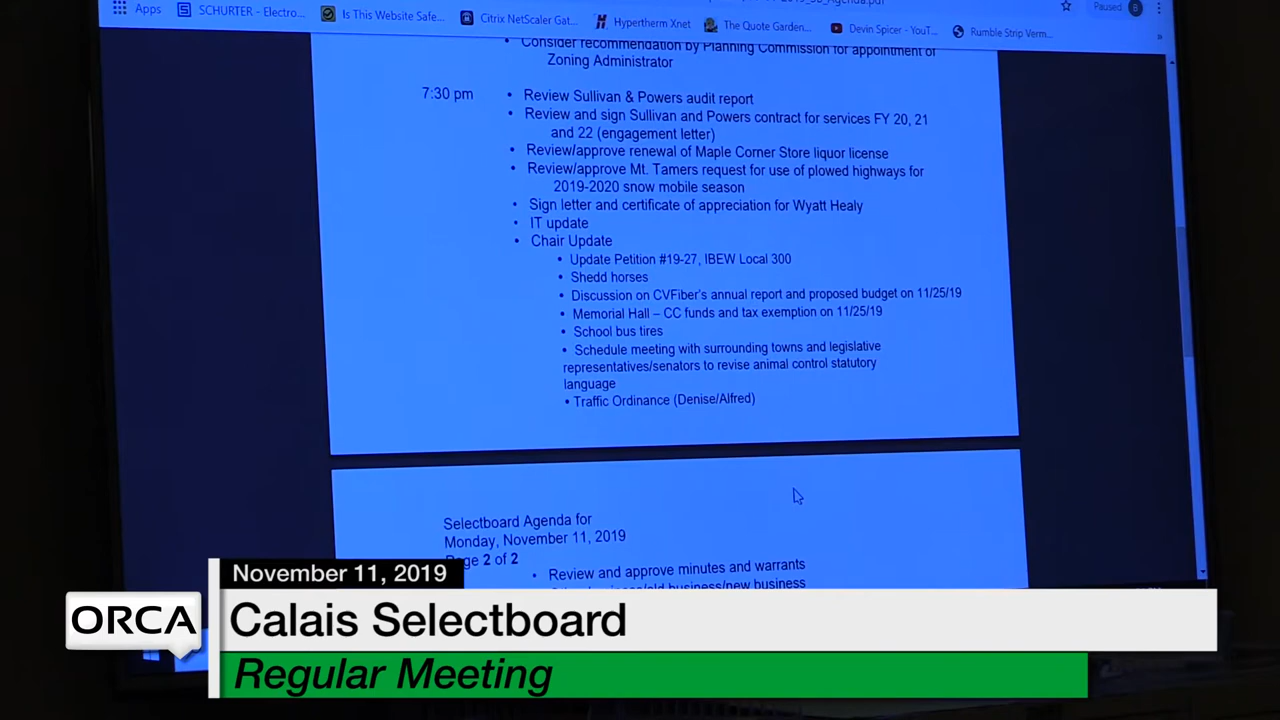 Agenda.pdf
Paused B
Apps SCHURTER - Electro... Is This Website Safe... Citrix NetScaler Gat... Hypertherm Xnet The Quote Garden... Devin Spicer - YouT... Rumble Strip Verm...
• Consider recommendation by Planning Commission for appointment of
Zoning Administrator
7:30 pm • Review Sullivan & Powers audit report
• Review and sign Sullivan and Powers contract for services FY 20, 21
and 22 (engagement letter)
• Review/approve renewal of Maple Corner Store liquor license
• Review/approve Mt. Tamers request for use of plowed highways for
2019-2020 snow mobile season
• Sign letter and certificate of appreciation for Wyatt Healy
• IT update
• Chair Update
• Update Petition #19-27, IBEW Local 300
• Shedd horses
• Discussion on CVFiber's annual report and proposed budget on 11/25/19
• Memorial Hall – CC funds and tax exemption on 11/25/19
• School bus tires
• Schedule meeting with surrounding towns and legislative
representatives/senators to revise animal control statutory
language
• Traffic Ordinance (Denise/Alfred)
Selectboard Agenda for
Monday, November 11, 2019
Page 2 of 2
• Review and approve minutes and warrants
business/old business/new business
November 11, 2019
ORCA
Calais Selectboard
Regular Meeting